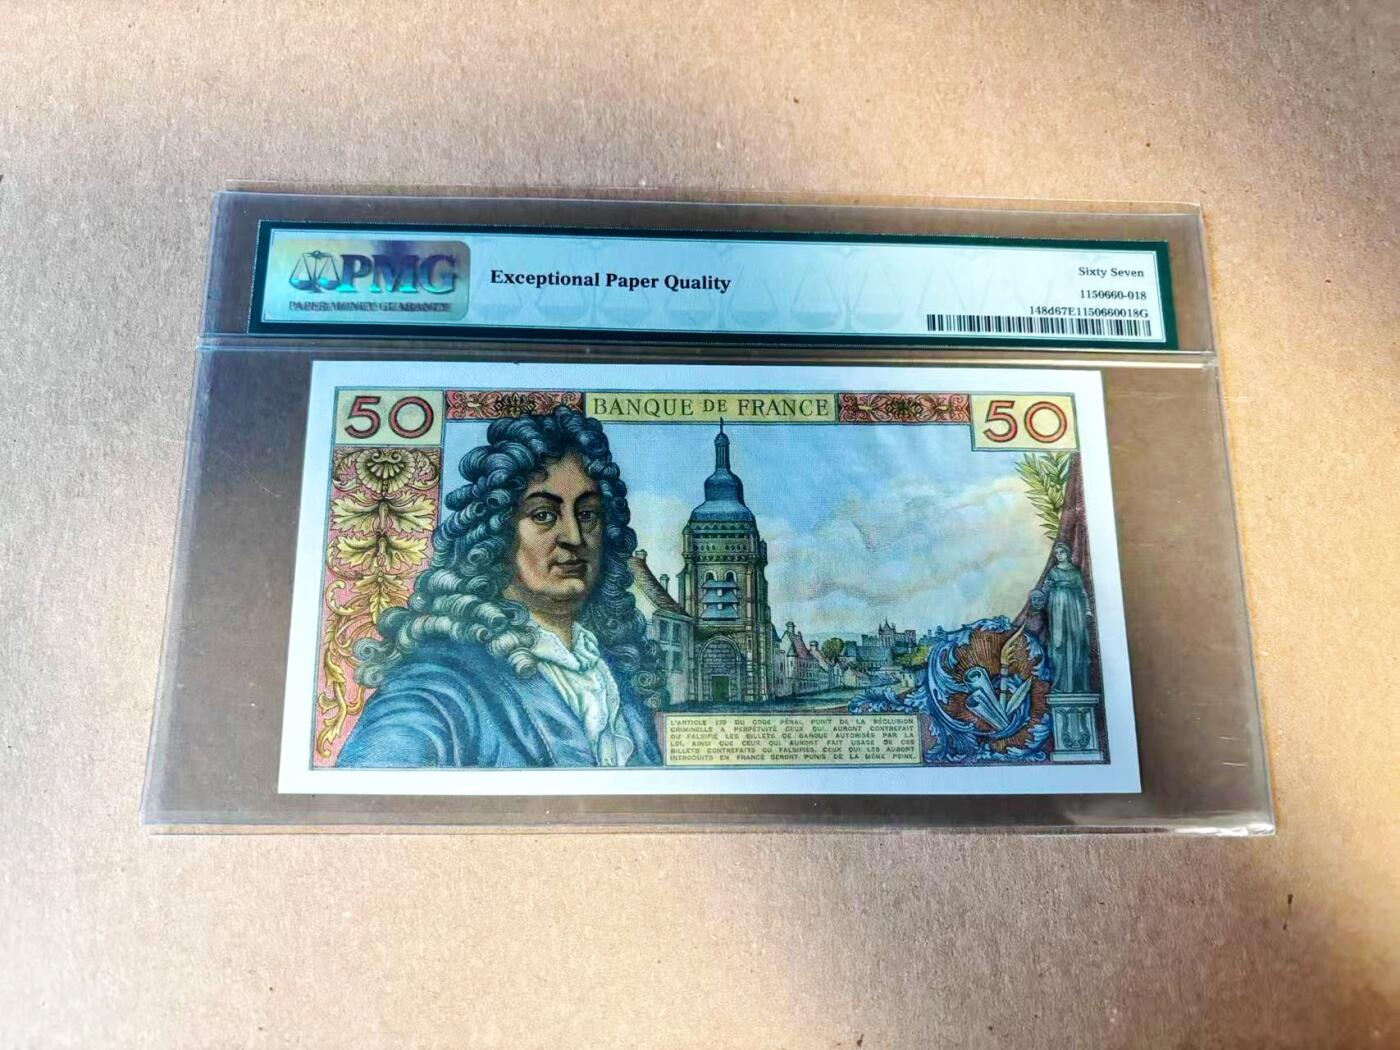 PMG
PAPER MONEY GUARANTY
Exceptional Paper Quality
Sixty Seven
1150660-018
148d67E1150660018G
50
BANQUE DE FRANCE
50
L'ARTICLE 139 DU CODE PÉNAL PUNIT DE LA RÉCLUSION
CRIMINELLE A PERPÉTUITÉ CEUX QUI AURONT CONTREFAIT
OU FALSIFIÉ LES BILLETS DE BANQUE AUTORISÉS PAR LA
LOI, AINSI QUE CEUX QUI AURONT FAIT USAGE DE CES
BILLETS CONTREFAITS OU FALSIFIÉS. CEUX QUI LES AURONT
INTRODUITS EN FRANCE SERONT PUNIS DE LA MÊME PEINE.